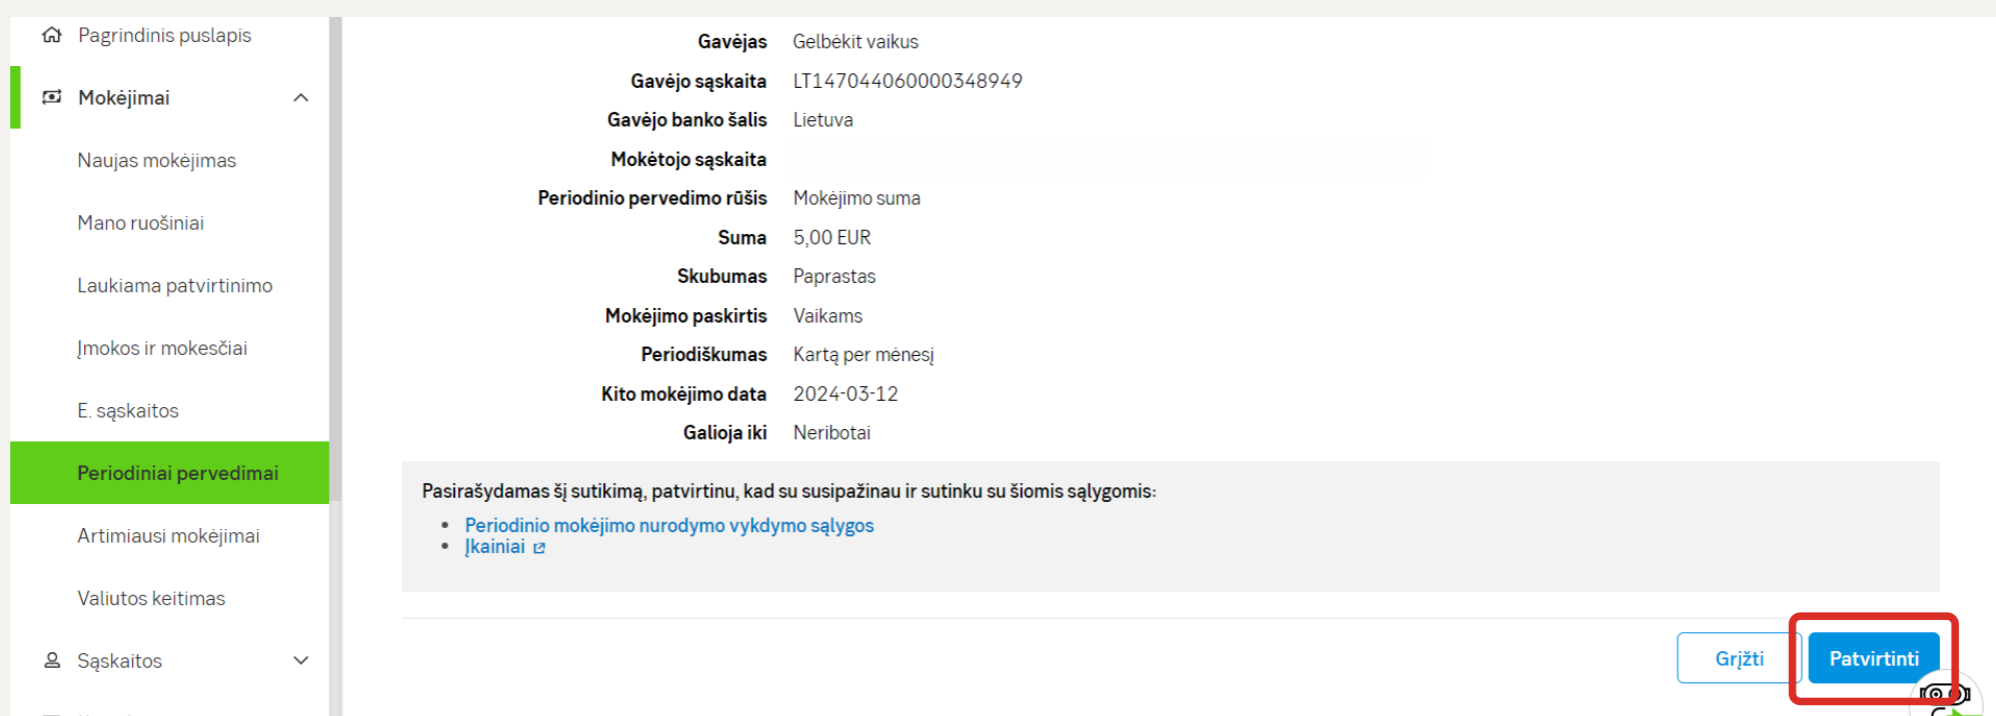 Pagrindinis puslapis
Mokėjimai
Naujas mokėjimas
Mano ruošiniai
Laukiama patvirtinimo
Įmokos ir mokesčiai
E. sąskaitos
Periodiniai pervedimai
Artimiausi mokėjimai
Valiutos keitimas
Sąskaitos
Gavėjas Gelbėkit vaikus
Gavėjo sąskaita LT147044060000348949
Gavėjo banko šalis Lietuva
Mokėtojo sąskaita
Periodinio pervedimo rūšis Mokėjimo suma
Suma 5,00 EUR
Skubumas Paprastas
Mokėjimo paskirtis Vaikams
Periodiškumas Kartą per mėnesį
Kito mokėjimo data 2024-03-12
Galioja iki Neribotai
Pasirašydamas šį sutikimą, patvirtinu, kad su susipažinau ir sutinku su šiomis sąlygomis:
• Periodinio mokėjimo nurodymo vykdymo sąlygos
• Įkainiai
Grįžti Patvirtinti